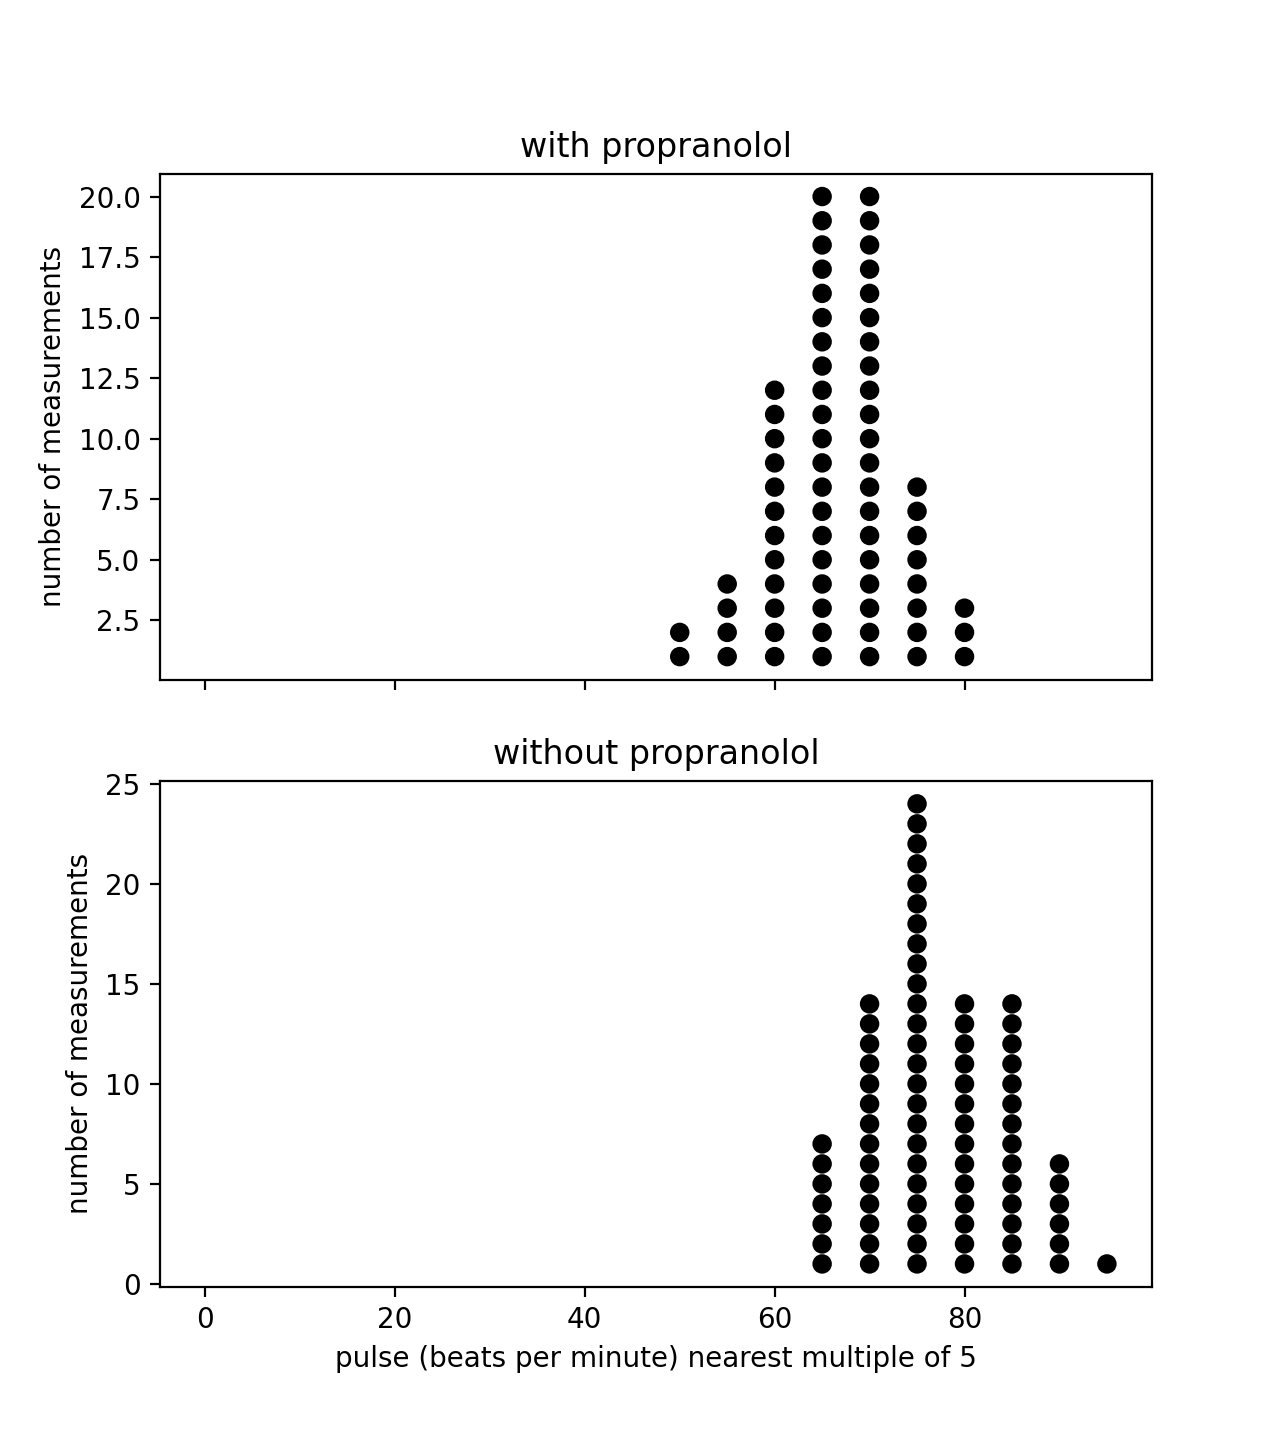 with propranolol
20.0
17.5
15.0
12.5
10.0
7.5
5.0
2.5
number of measurements
without propranolol
25
20
15
10
5
0
number of measurements
0 20 40 60 80
pulse (beats per minute) nearest multiple of 5